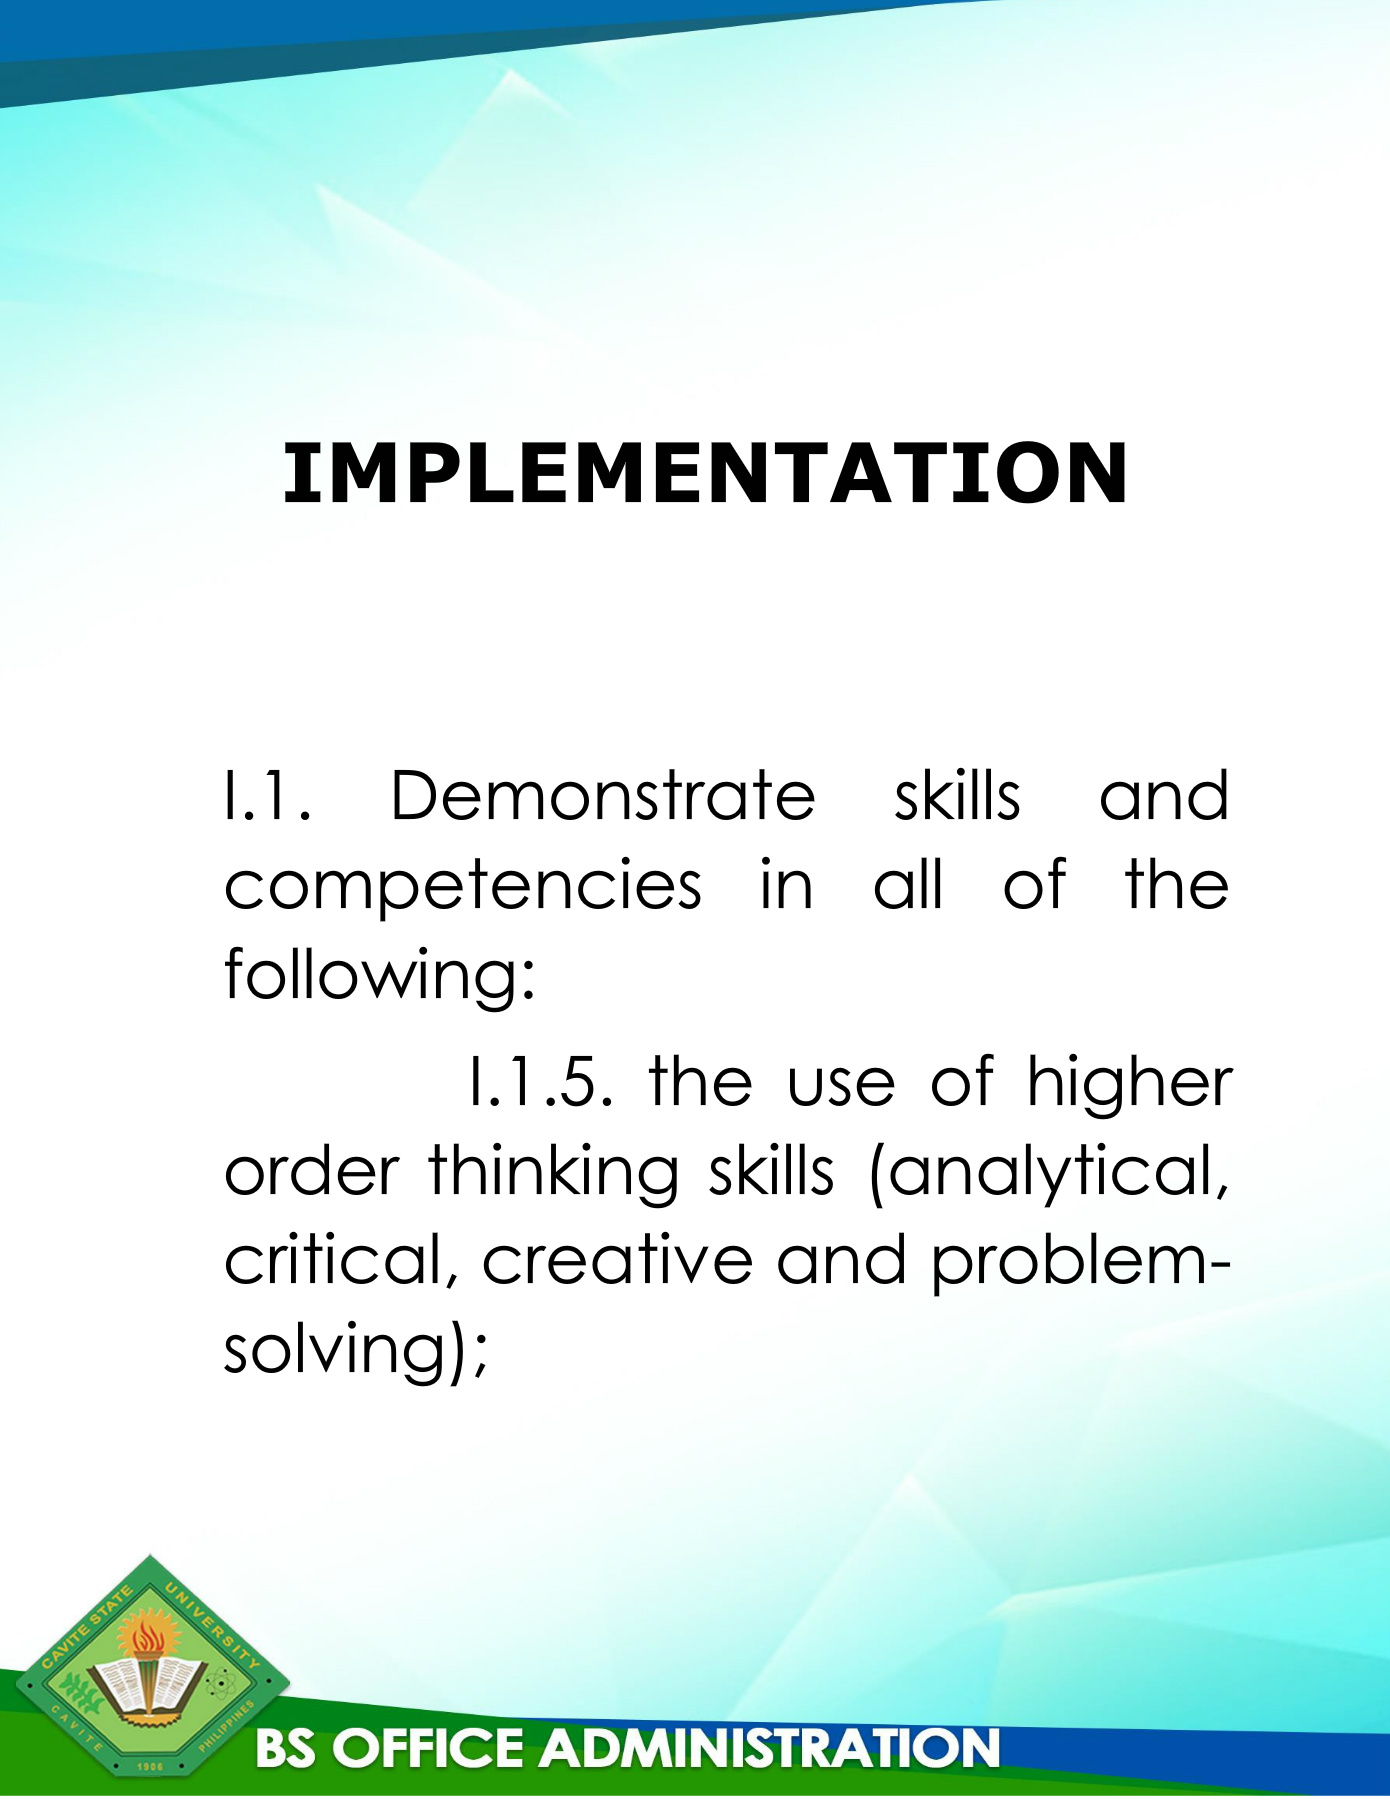 IMPLEMENTATION
I.1. Demonstrate skills and
competencies in all of the
following:
I.1.5. the use of higher
order thinking skills (analytical,
critical, creative and problem-
solving);
CAVITE STATE UNIVERSITY
CAVITE 1906 PHILIPPINES
BS OFFICE ADMINISTRATION